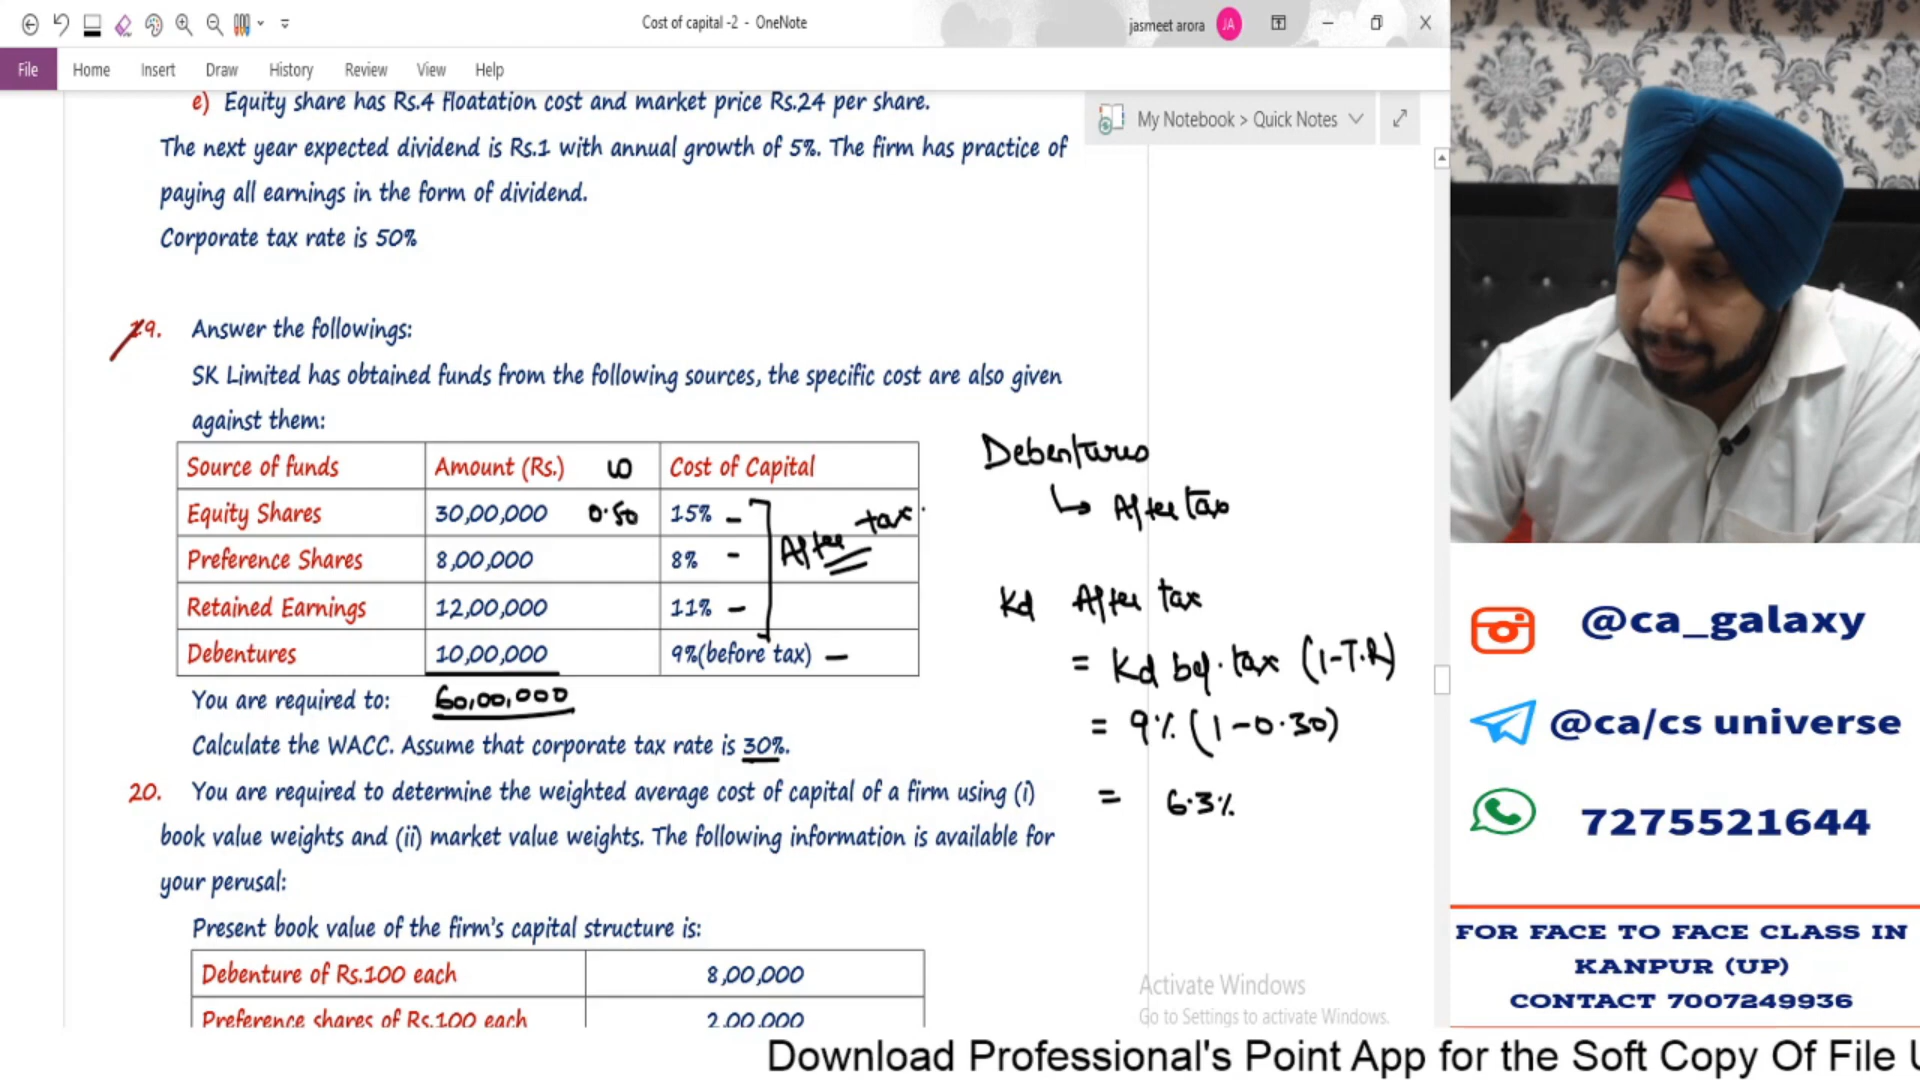 Cost of capital -2 - OneNote
jasmeet arora JA
File Home Insert Draw History Review View Help
My Notebook > Quick Notes
e) Equity share has Rs.4 floatation cost and market price Rs.24 per share.
The next year expected dividend is Rs.1 with annual growth of 5%. The firm has practice of
paying all earnings in the form of dividend.
Corporate tax rate is 50%
19. Answer the followings:
SK Limited has obtained funds from the following sources, the specific cost are also given
against them:
Source of funds Amount (Rs.) W Cost of Capital
Equity Shares 30,00,000 0.50 15% -
Preference Shares 8,00,000 8% -
Retained Earnings 12,00,000 11% -
Debentures 10,00,000 9%(before tax) -
After tax
60,00,000
You are required to:
Calculate the WACC. Assume that corporate tax rate is 30%.
Debentures
After tax
Kd After tax
= Kd bef. tax (1-T.R)
= 9% (1-0.30)
= 6.3%
20. You are required to determine the weighted average cost of capital of a firm using (i)
book value weights and (ii) market value weights. The following information is available for
your perusal:
Present book value of the firm's capital structure is:
Debenture of Rs.100 each 8,00,000
Preference shares of Rs.100 each 2,00,000
Activate Windows
Go to Settings to activate Windows.
@ca_galaxy
@ca/cs universe
7275521644
FOR FACE TO FACE CLASS IN
KANPUR (UP)
CONTACT 7007249936
Download Professional's Point App for the Soft Copy Of File